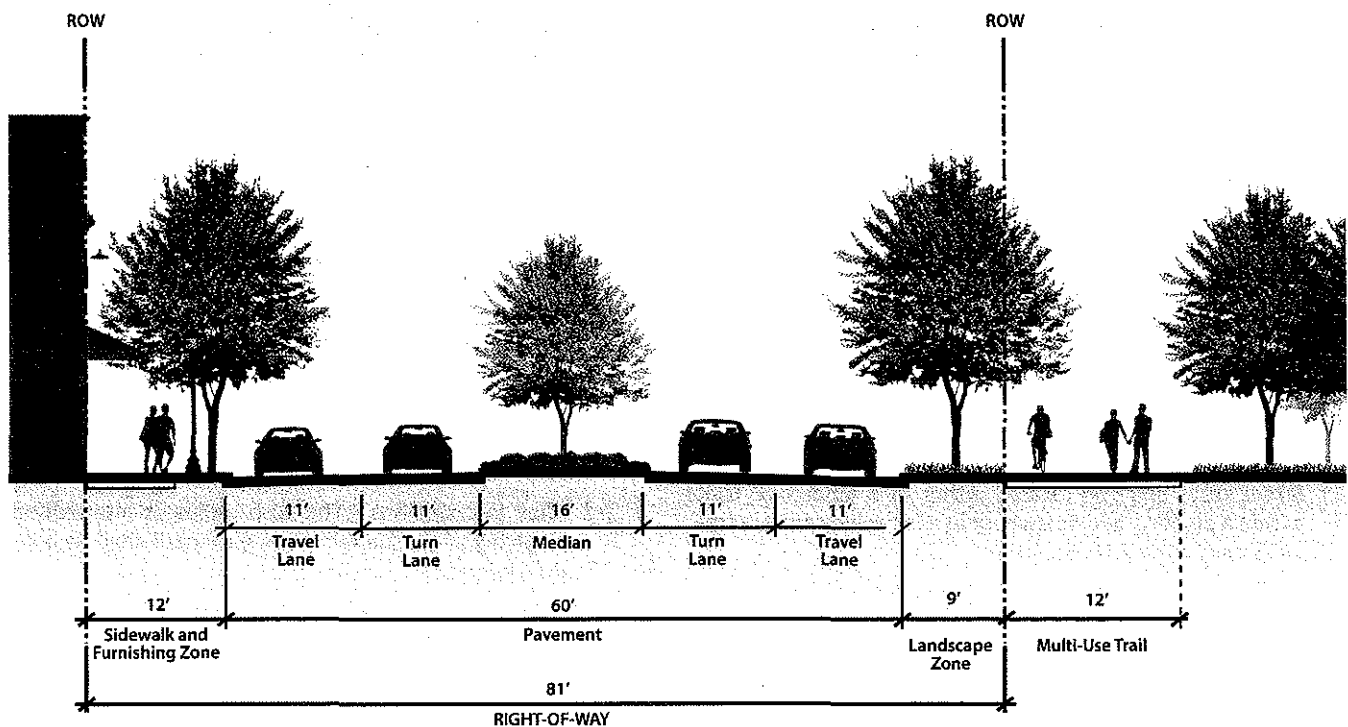 ROW
ROW
11'
11'
16'
11'
11'
Travel
Lane
Turn
Lane
Median
Turn
Lane
Travel
Lane
12'
60'
9'
12'
Sidewalk and
Furnishing Zone
Pavement
Landscape
Zone
Multi-Use Trail
81'
RIGHT-OF-WAY